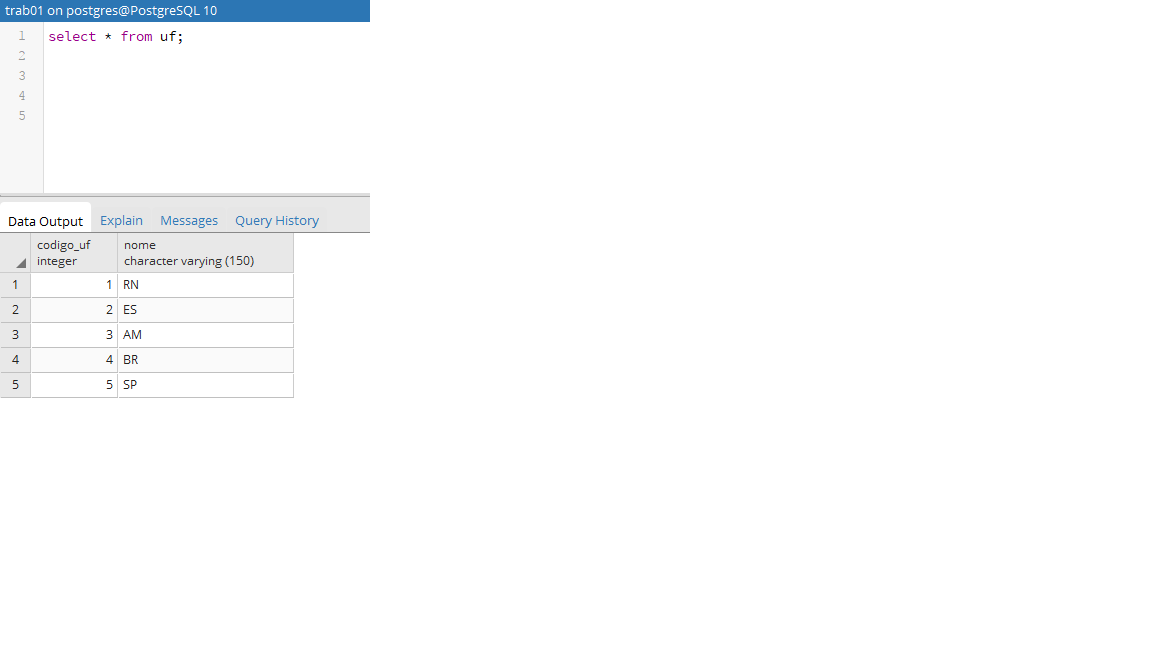 trab01 on postgres@PostgreSQL 10
1 select * from uf;
2
3
4
5
Data Output Explain Messages Query History
codigo_uf nome
integer character varying (150)
1 1 RN
2 2 ES
3 3 AM
4 4 BR
5 5 SP